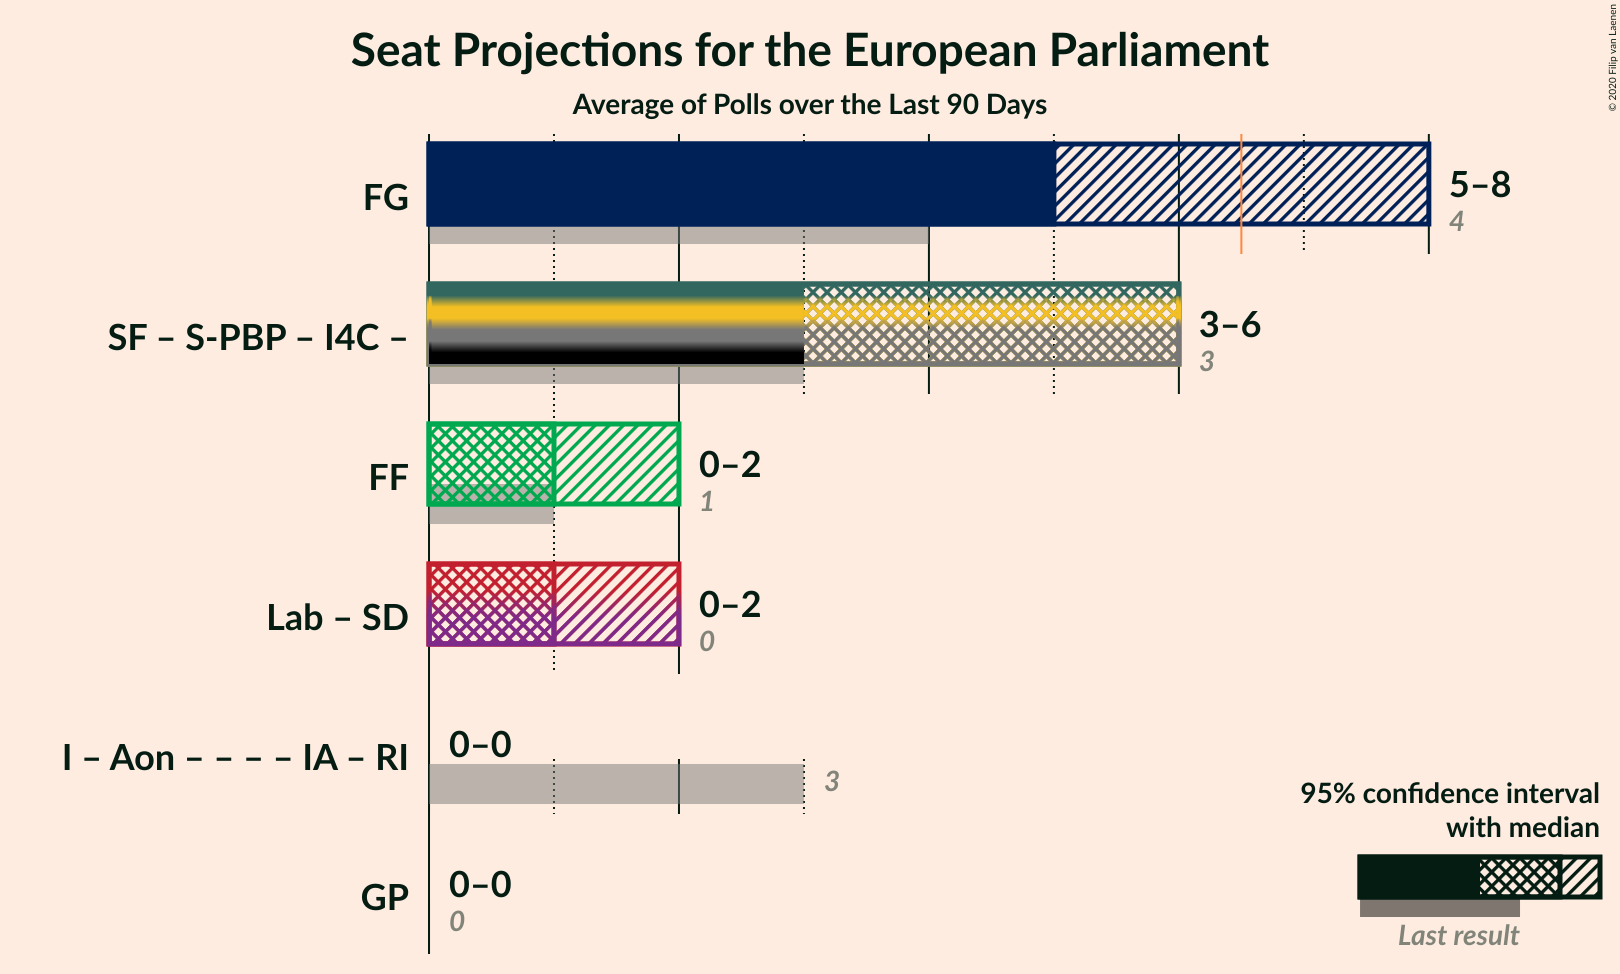 Seat Projections for the European Parliament
Average of Polls over the Last 90 Days
© 2020 Filip van Laenen
FG
5–8
4
SF – S-PBP – I4C –
3–6
3
FF
0–2
1
Lab – SD
0–2
0
I – Aon – – – – IA – RI
0–0
3
GP
0–0
0
95% confidence interval
with median
Last result